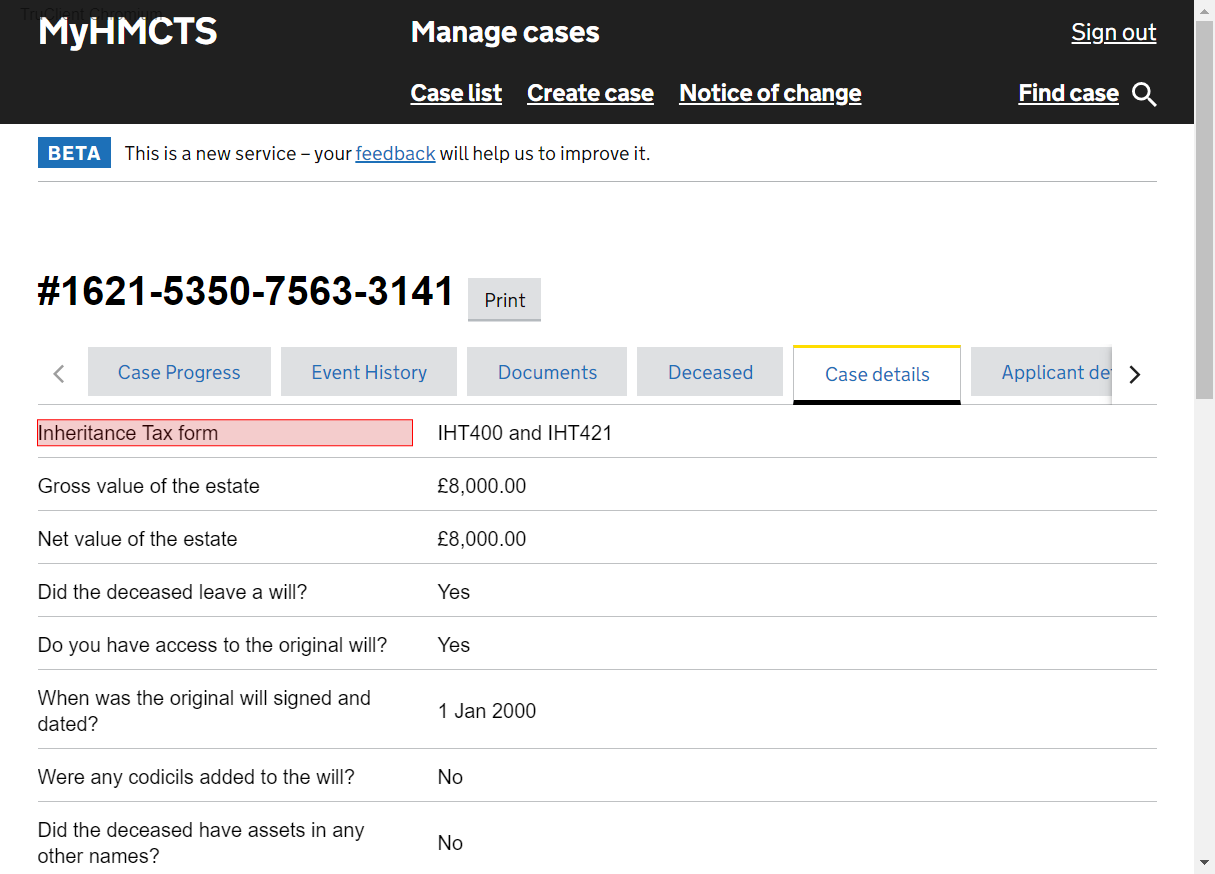 TruClient Chromium
MyHMCTS
Manage cases
Sign out
Case list
Create case
Notice of change
Find case
BETA
This is a new service – your feedback will help us to improve it.
#1621-5350-7563-3141
Print
Case Progress
Event History
Documents
Deceased
Case details
Applicant de
Inheritance Tax form
IHT400 and IHT421
Gross value of the estate
£8,000.00
Net value of the estate
£8,000.00
Did the deceased leave a will?
Yes
Do you have access to the original will?
Yes
When was the original will signed and
dated?
1 Jan 2000
Were any codicils added to the will?
No
Did the deceased have assets in any
other names?
No